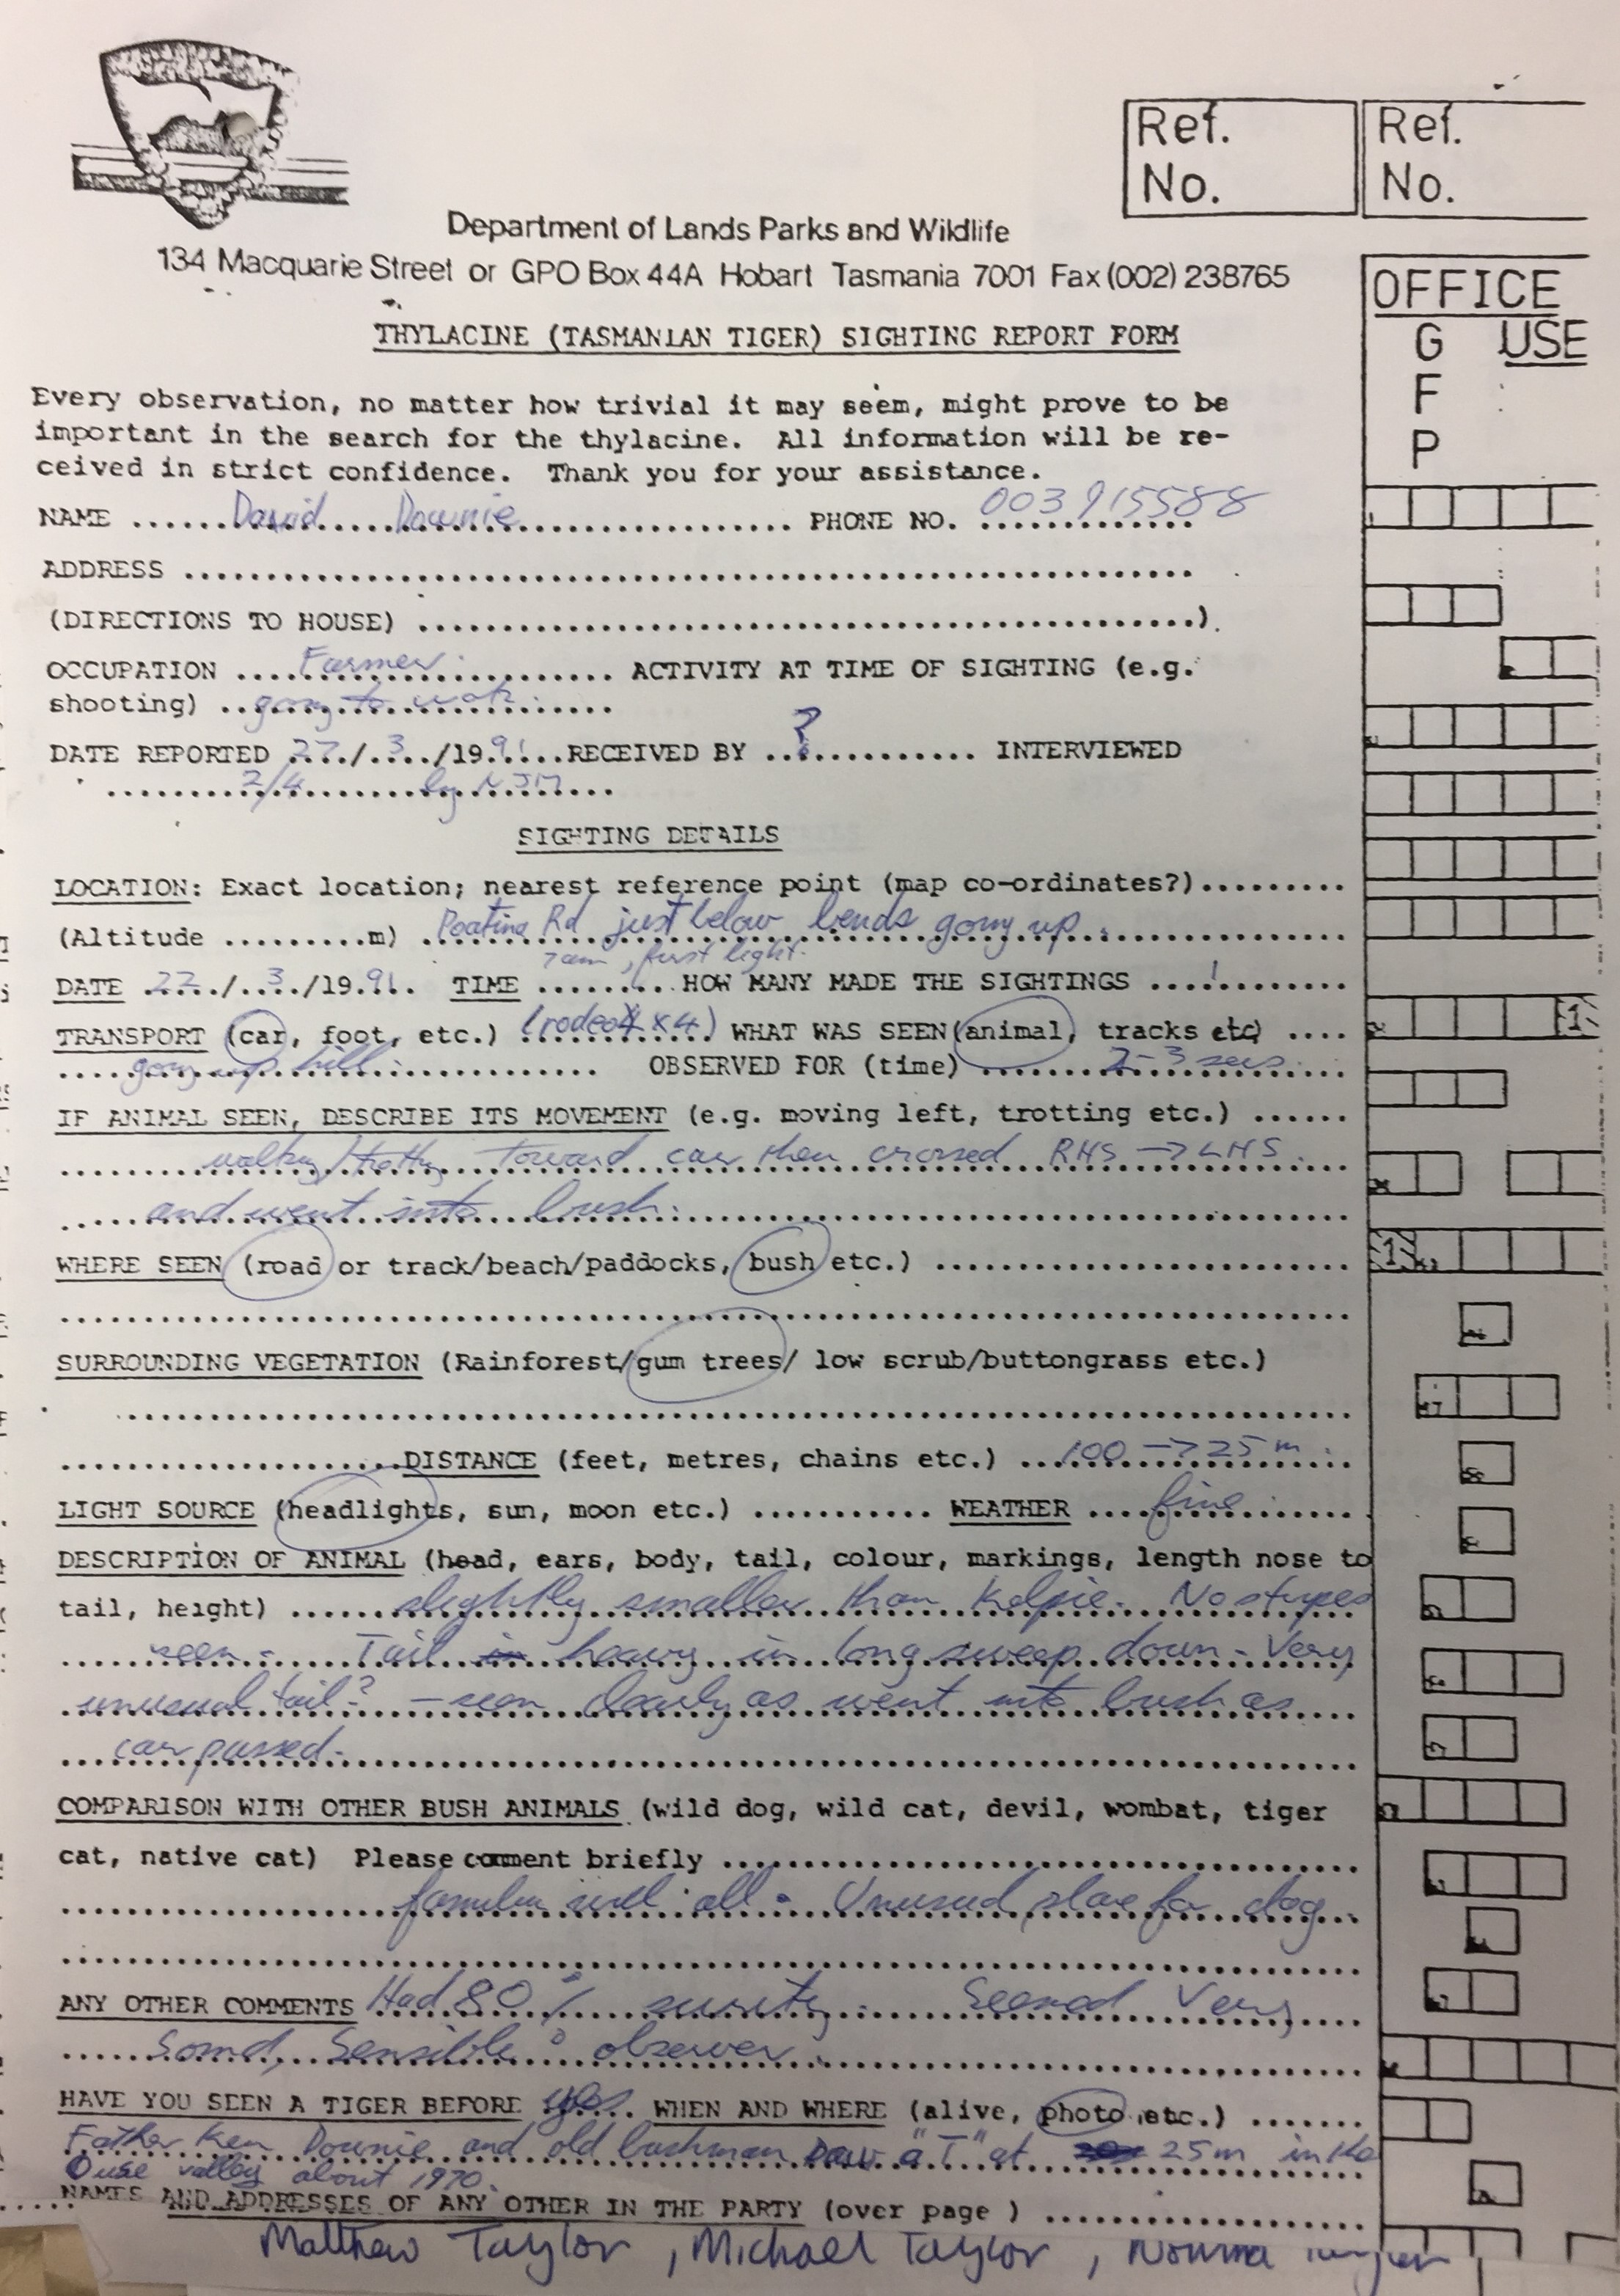 Ref. No.
Ref. No.
Department of Lands Parks and Wildlife
134 Macquarie Street or GPO Box 44A Hobart Tasmania 7001 Fax (002) 238765
OFFICE USE
G
F
P
THYLACINE (TASMANIAN TIGER) SIGHTING REPORT FORM
Every observation, no matter how trivial it may seem, might prove to be
important in the search for the thylacine. All information will be re-
ceived in strict confidence. Thank you for your assistance.
NAME David Downie PHONE NO. 003 915588
ADDRESS
(DIRECTIONS TO HOUSE) ).
OCCUPATION Farmer. ACTIVITY AT TIME OF SIGHTING (e.g.
shooting) going to work.
DATE REPORTED 27/3/1991 RECEIVED BY ? INTERVIEWED
2/4 by NJM
SIGHTING DETAILS
LOCATION: Exact location; nearest reference point (map co-ordinates?)
(Altitude m) Poatina Rd just below bends going up.
7am, first light.
DATE 22/3/1991. TIME HOW MANY MADE THE SIGHTINGS 1
TRANSPORT (car, foot, etc.) (rodeo 4x4) WHAT WAS SEEN (animal, tracks etc)
going up hill. OBSERVED FOR (time) 2-3 secs.
IF ANIMAL SEEN, DESCRIBE ITS MOVEMENT (e.g. moving left, trotting etc.)
walking/trotting toward car then crossed RHS → LHS.
and went into bush.
WHERE SEEN (road or track/beach/paddocks, bush etc.)
SURROUNDING VEGETATION (Rainforest/gum trees/ low scrub/buttongrass etc.)
DISTANCE (feet, metres, chains etc.) 100 → 25 m.
LIGHT SOURCE (headlights, sun, moon etc.) WEATHER fine
DESCRIPTION OF ANIMAL (head, ears, body, tail, colour, markings, length nose to
tail, height) slightly smaller than Kelpie. No stripes
seen - Tail in heavy in long sweep down - Very
unusual tail? - seen clearly as went into bush as
car passed.
COMPARISON WITH OTHER BUSH ANIMALS (wild dog, wild cat, devil, wombat, tiger
cat, native cat) Please comment briefly
familiar with all. Unusual place for dog
ANY OTHER COMMENTS Had 80% surity. Seemed Very
Sound, Sensible observer.
HAVE YOU SEEN A TIGER BEFORE yes WHEN AND WHERE (alive, photo etc.)
Father Ken Downie and old bushman saw a "T" at 25m in the
Ouse valley about 1970.
NAMES AND ADDRESSES OF ANY OTHER IN THE PARTY (over page )
Matthew Taylor, Michael Taylor, Norma